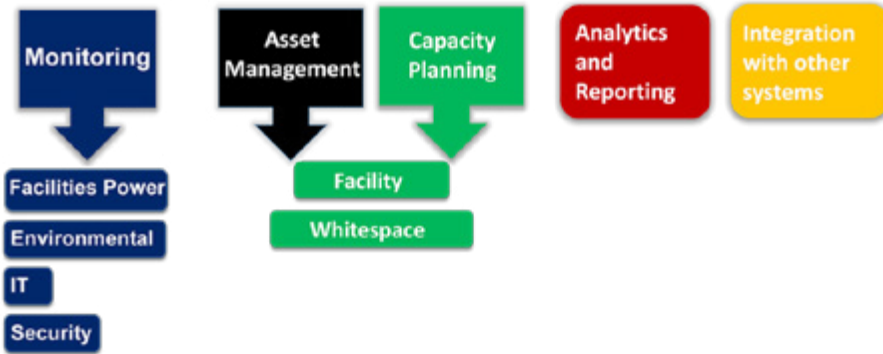 Monitoring
Asset
Management
Capacity
Planning
Analytics
and
Reporting
Integration
with other
systems
Facilities Power
Environmental
IT
Security
Facility
Whitespace